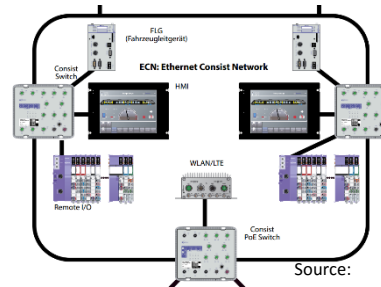 FLG
(Fahrzeugleitgerät)
Consist
Switch
ECN: Ethernet Consist Network
HMI
WLAN/LTE
Remote I/O
Consist
PoE Switch
Source: